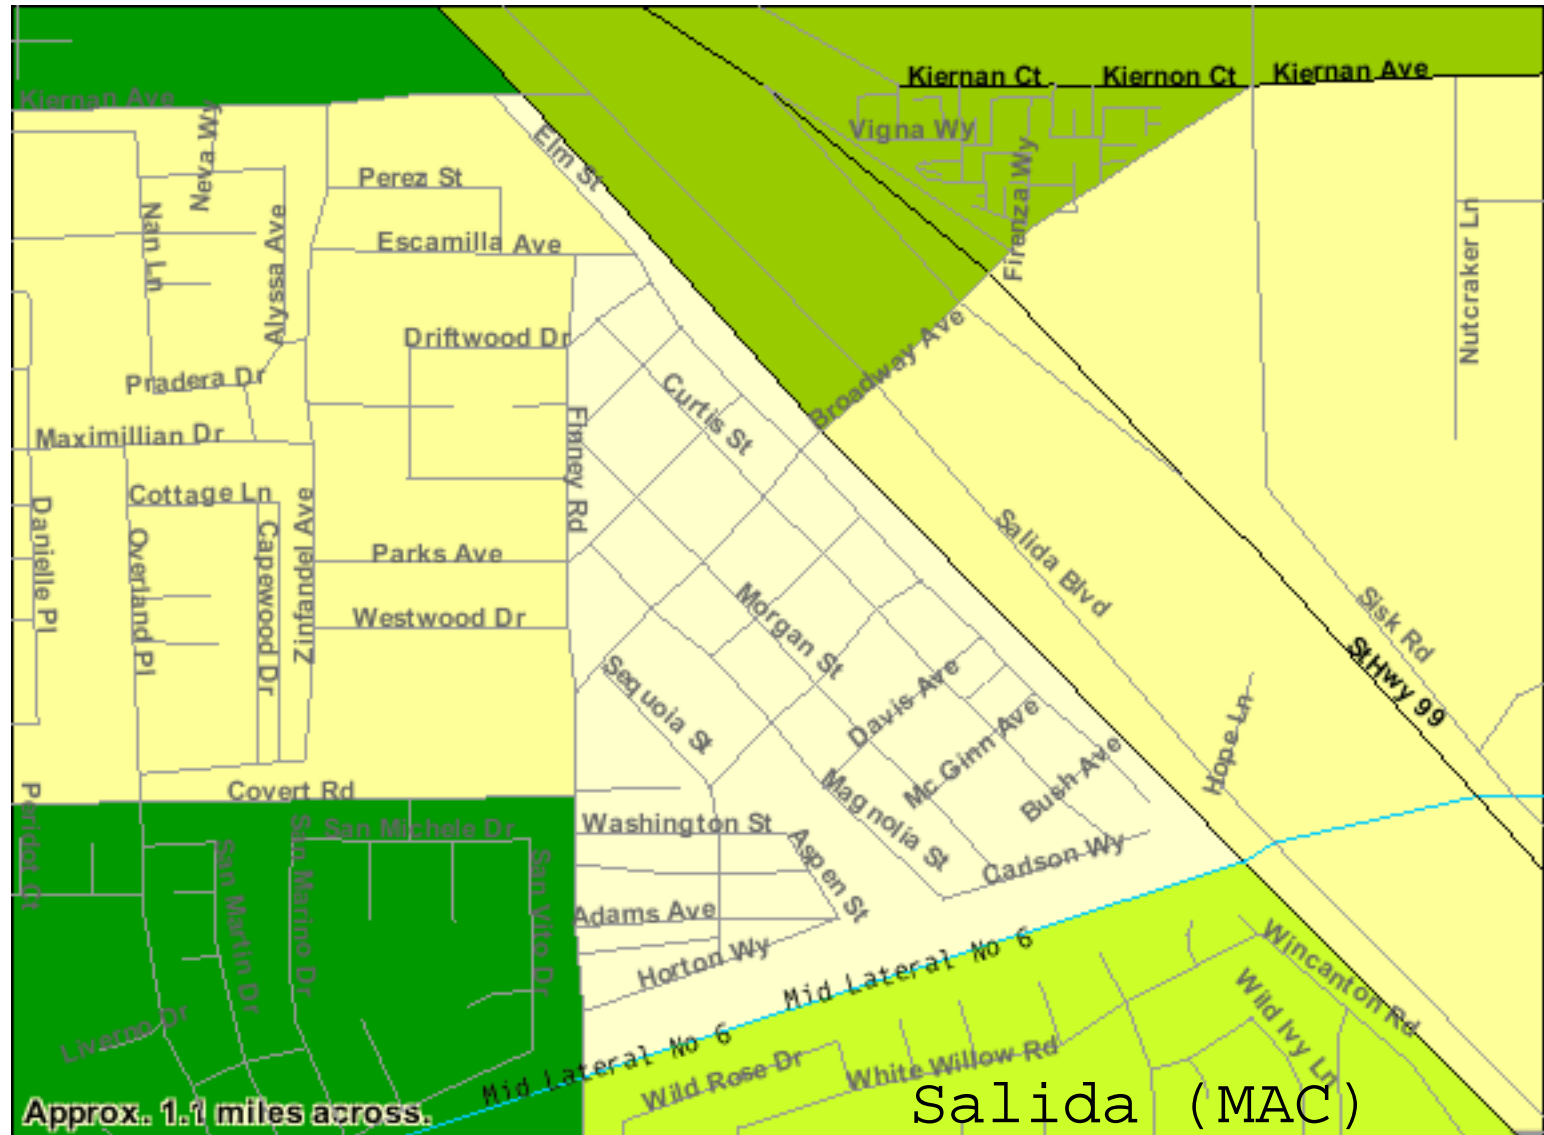 Kiernan Ct
Kiernon Ct
Kiernan Ave
Kiernan Ave
Neva Wy
Elm St
Vigna Wy
Firenza Wy
Perez St
Nan Ln
Alyssa Ave
Escamilla Ave
Nutcraker Ln
Driftwood Dr
Broadway Ave
Pradera Dr
Curtis St
Maximillian Dr
Finney Rd
Cottage Ln
Danielle Pl
Overland Pl
Capewood Dr
Zinfandel Ave
Parks Ave
Salida Blvd
Westwood Dr
Morgan St
Sisk Rd
St Hwy 99
Sequoia St
Davis Ave
Mc Ginn Ave
Hope Ln
Bush Ave
Covert Rd
Peridot Ct
San Michele Dr
Washington St
Magnolia St
Aspen St
Carlson Wy
San Martin Dr
San Marino Dr
San Vito Dr
Adams Ave
Horton Wy
Mid Lateral No 6
Wincanton Rd
Wild Ivy Ln
Liverno Dr
Mid Lateral No 6
Wild Rose Dr
White Willow Rd
Approx. 1.1 miles across.
Salida (MAC)